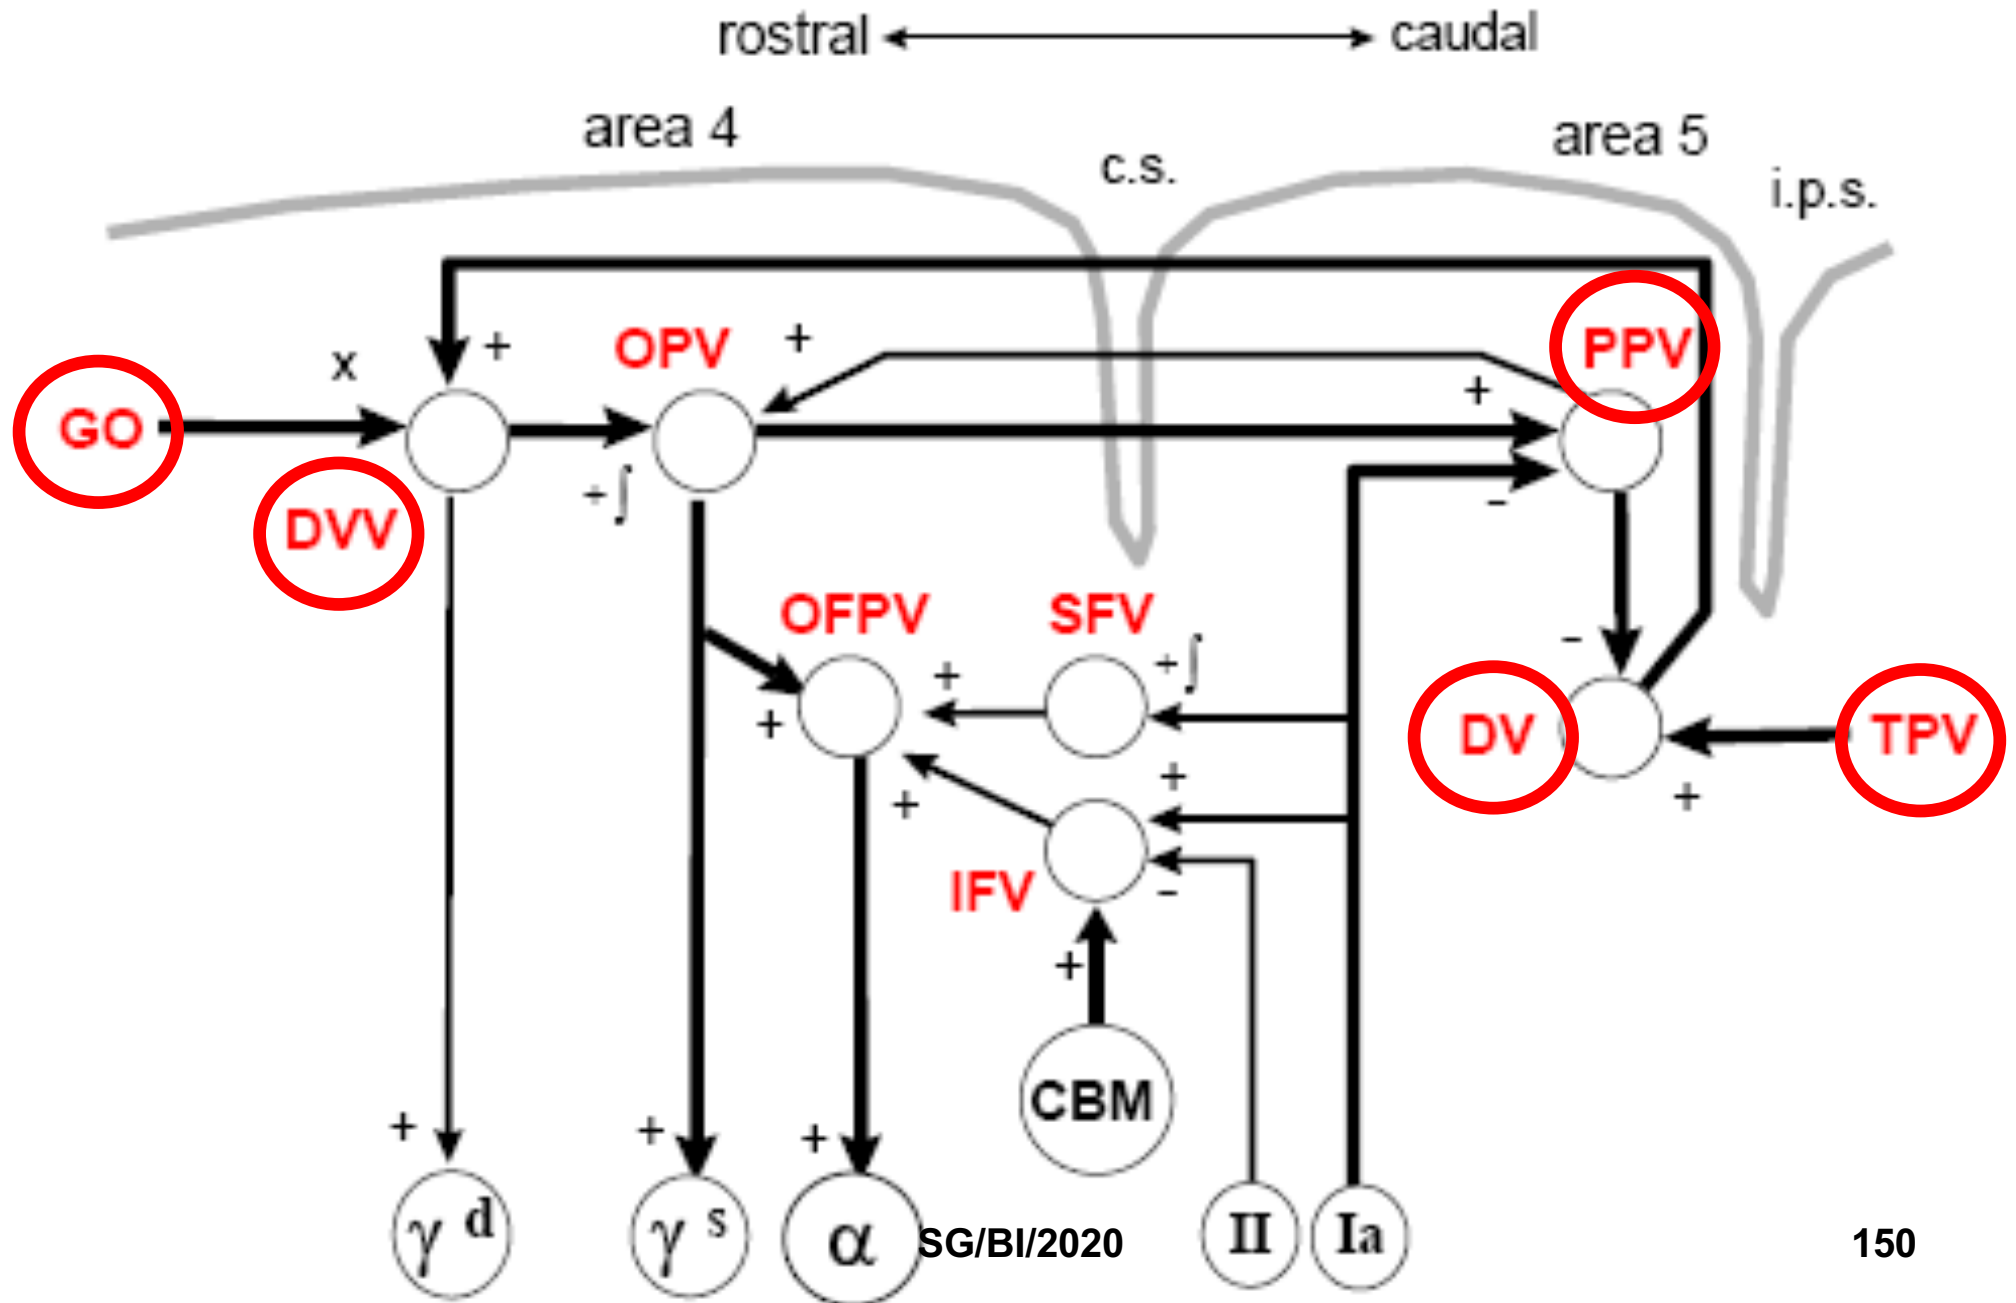 rostral caudal
area 4
area 5
c.s.
i.p.s.
OPV + PPV
x +
+
GO
+∫
-
DVV
OFPV SFV
-
+ +∫
+
DV TPV
+
+
+
IFV -
+
CBM
+ + +
γ d γ s α SG/BI/2020 II Ia 150